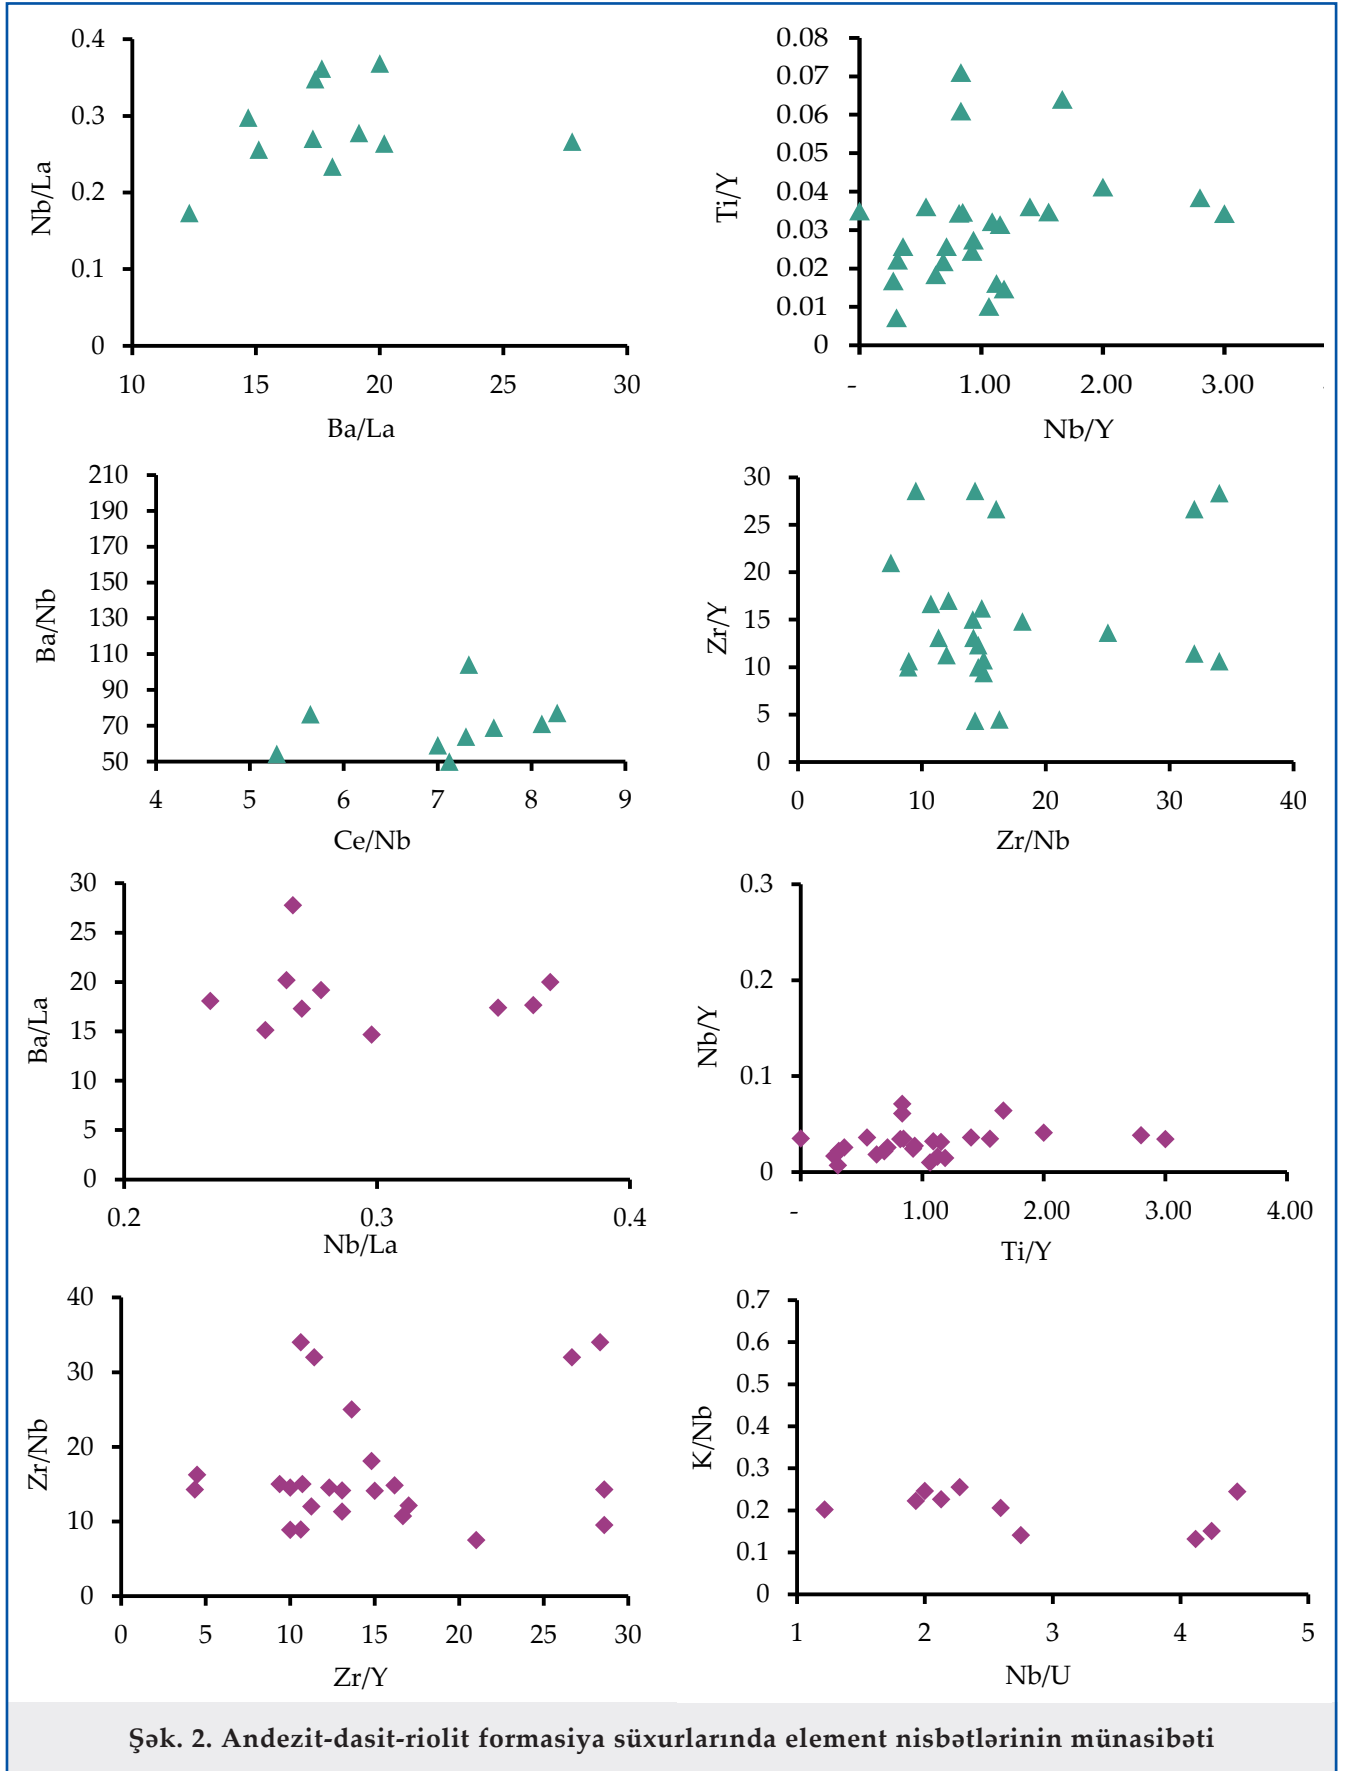 0.4
0.3
0.2
0.1
0
Nb/La
10 15 20 25 30
Ba/La
0.08
0.07
0.06
0.05
0.04
0.03
0.02
0.01
0
Ti/Y
- 1.00 2.00 3.00
Nb/Y
210
190
170
150
130
110
90
70
50
Ba/Nb
4 5 6 7 8 9
Ce/Nb
30
25
20
15
10
5
0
Zr/Y
0 10 20 30 40
Zr/Nb
30
25
20
15
10
5
0
Ba/La
0.2 0.3 0.4
Nb/La
0.3
0.2
0.1
0
Nb/Y
- 1.00 2.00 3.00 4.00
Ti/Y
40
30
20
10
0
Zr/Nb
0 5 10 15 20 25 30
Zr/Y
0.7
0.6
0.5
0.4
0.3
0.2
0.1
0
K/Nb
1 2 3 4 5
Nb/U
Şək. 2. Andezit-dasit-riolit formasiya süxurlarında element nisbətlərinin münasibəti